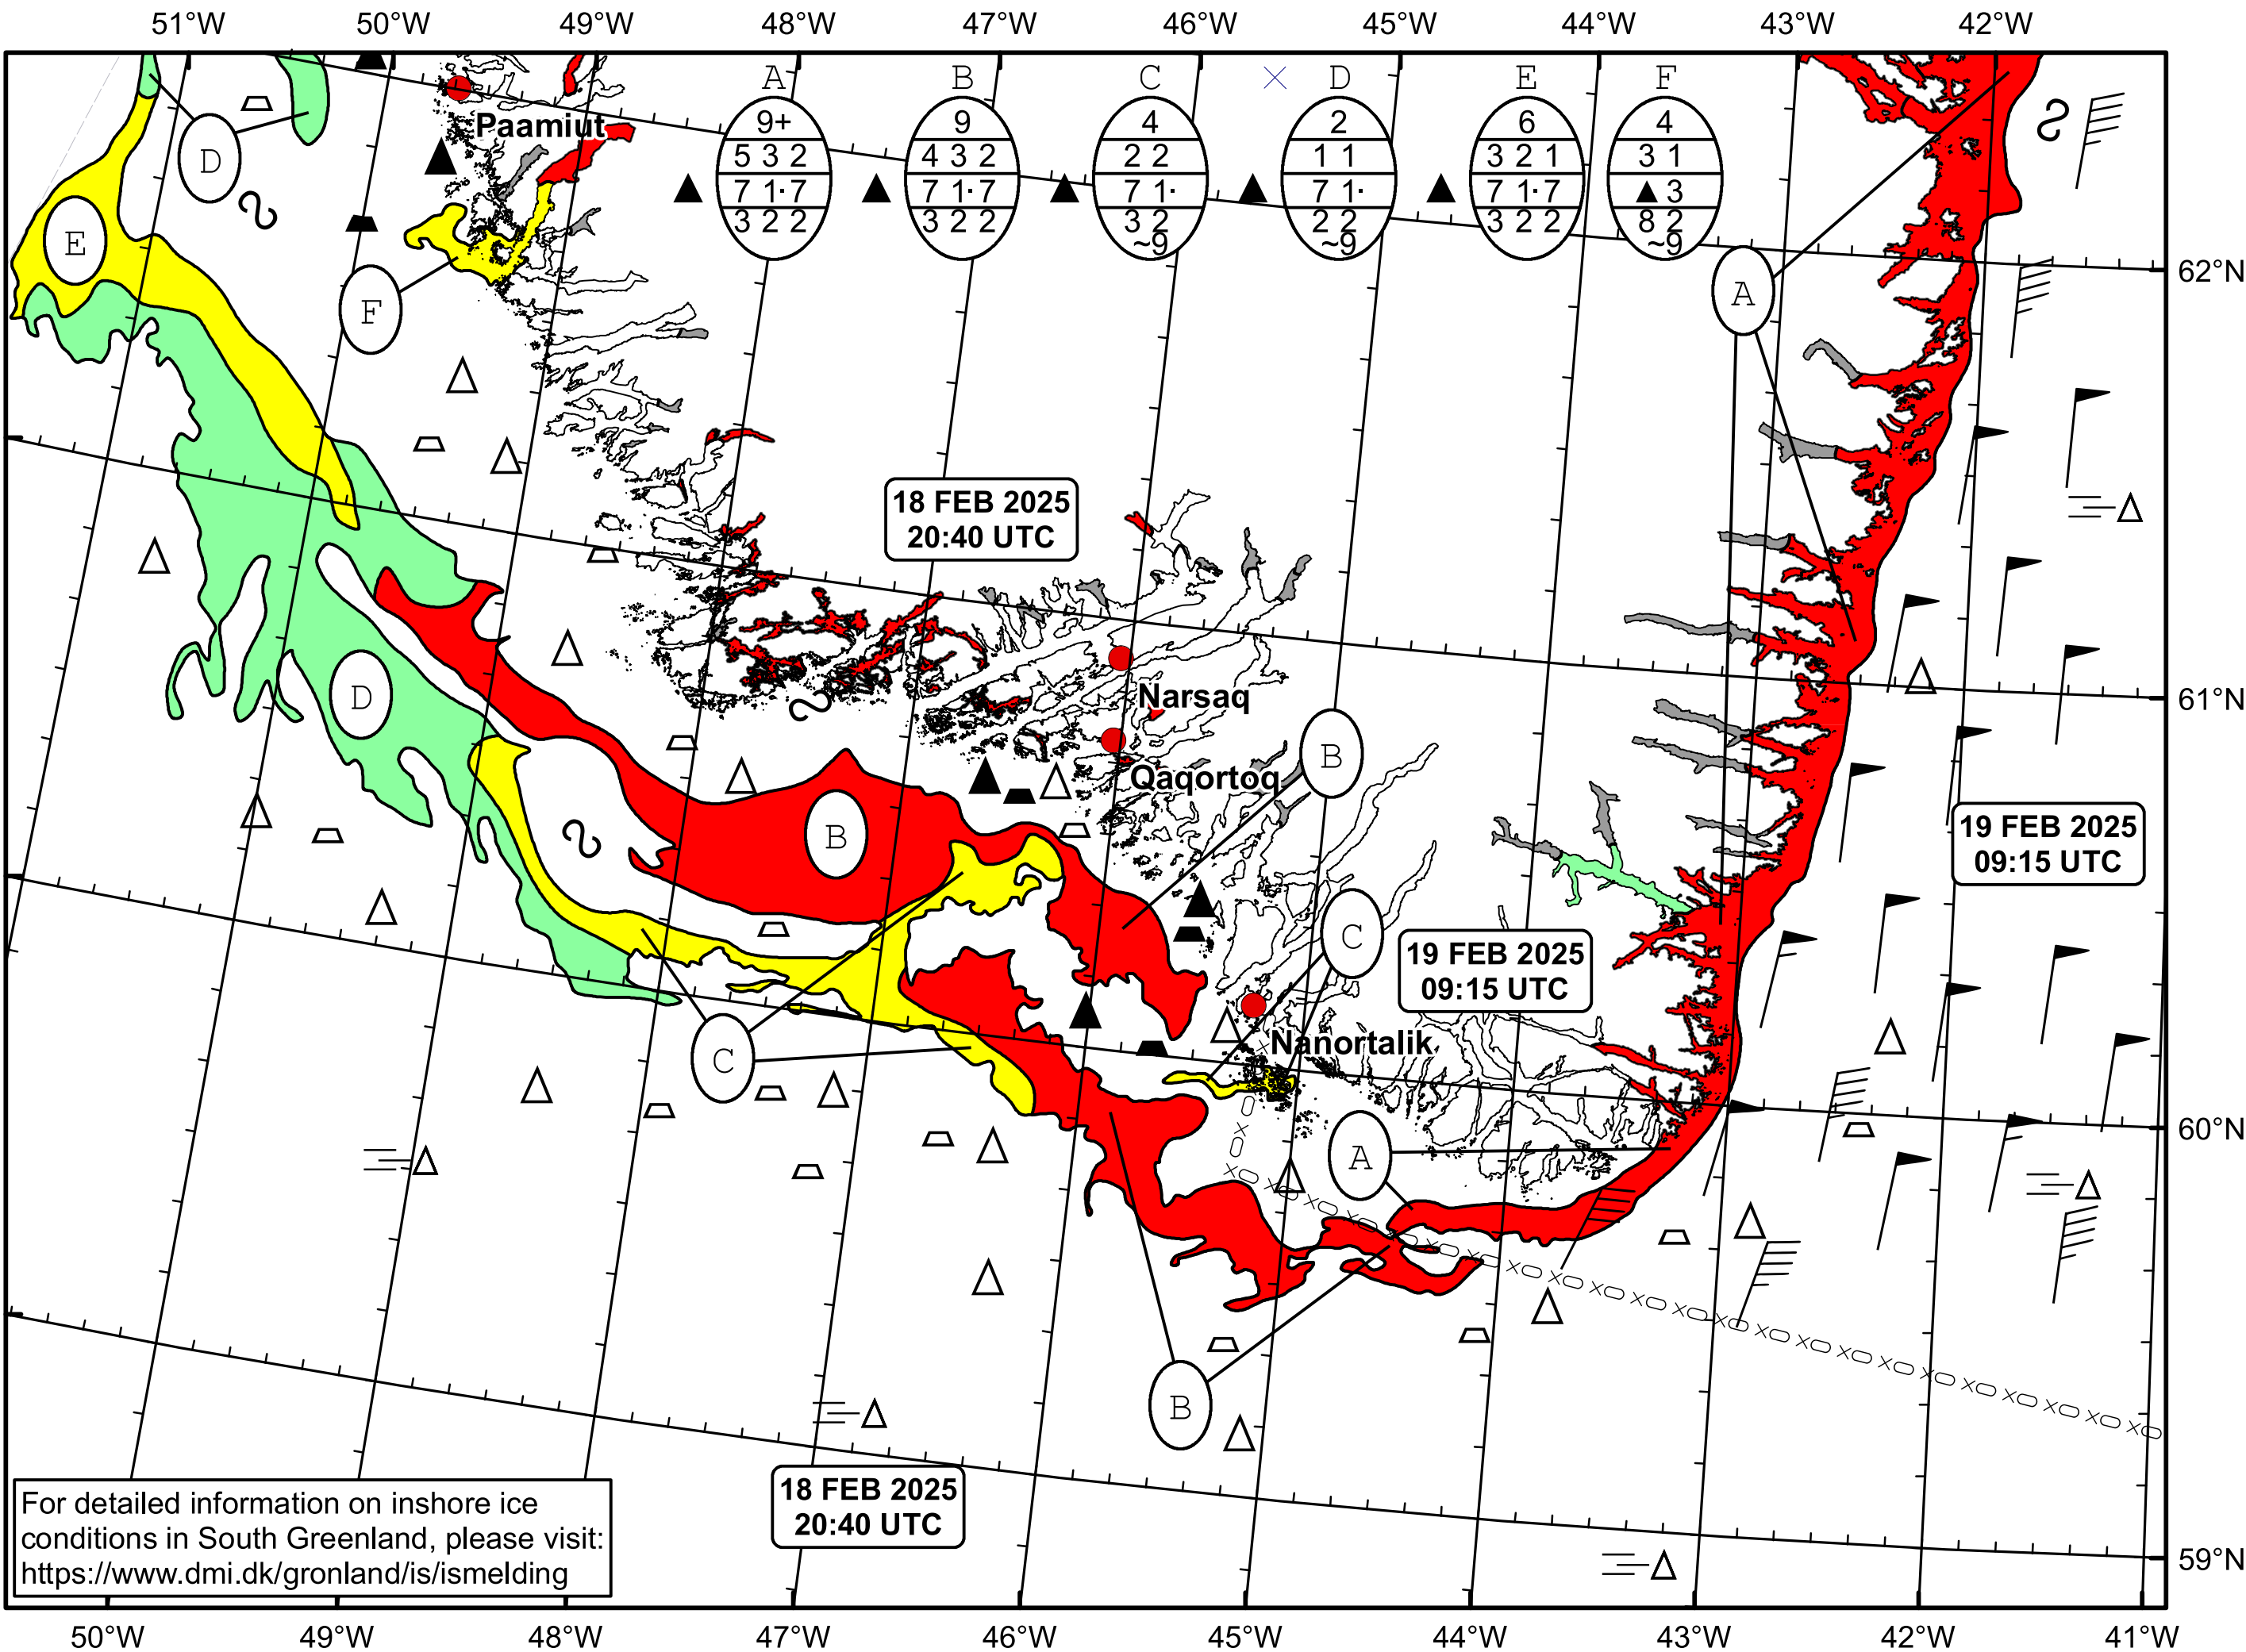 51°W 50°W 49°W 48°W 47°W 46°W 45°W 44°W 43°W 42°W
A B C D E F
9+ 9 4 2 6 4
5 3 2 4 3 2 2 2 1 1 3 2 1 3 1
7 1· 7 7 1· 7 7 1· 7 1· 7 1· 7 ▲ 3
3 2 2 3 2 2 3 2 2 2 3 2 2 8 2
~9 ~9 ~9
Paamiut
D
E
F
A
62°N
18 FEB 2025
20:40 UTC
Narsaq
61°N
D
B
Qaqortoq
B
19 FEB 2025
09:15 UTC
C
19 FEB 2025
09:15 UTC
Nanortalik
C
60°N
A
B
18 FEB 2025
20:40 UTC
For detailed information on inshore ice
conditions in South Greenland, please visit:
https://www.dmi.dk/gronland/is/ismelding
59°N
50°W 49°W 48°W 47°W 46°W 45°W 44°W 43°W 42°W 41°W